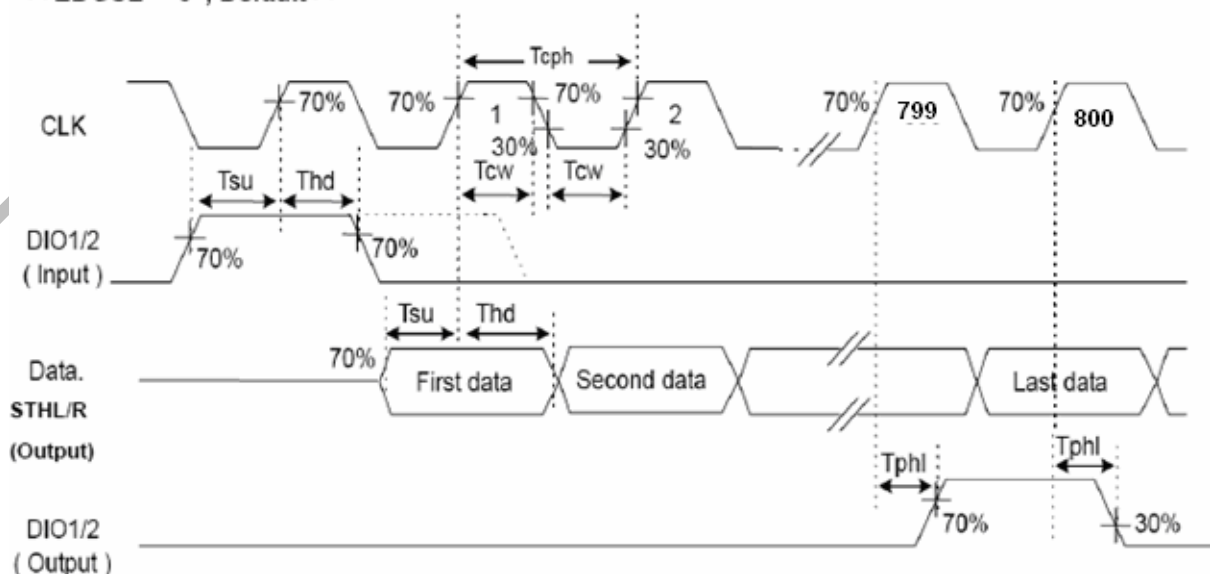 Tcph
70%
70%
70%
70%
799
70%
800
CLK
1
2
30%
30%
Tsu
Thd
Tcw
Tcw
DIO1/2
( Input )
70%
70%
Tsu
Thd
70%
Data.
First data
Second data
Last data
STHL/R
(Output)
Tphl
Tphl
DIO1/2
( Output )
70%
30%